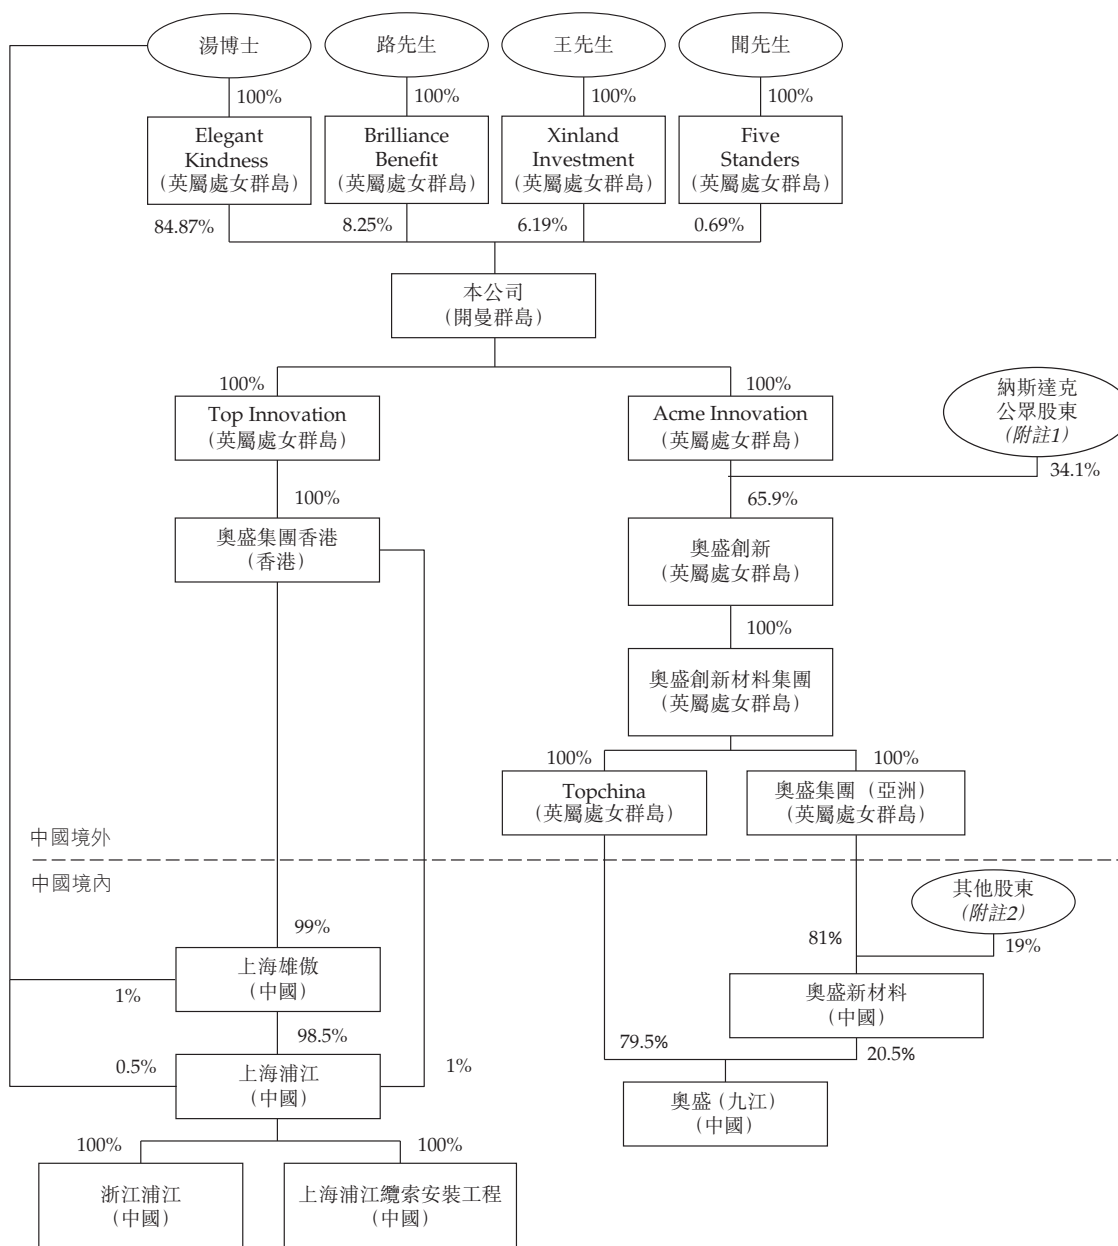 湯博士
路先生
王先生
聞先生
100%
100%
100%
100%
Elegant
Kindness
（英屬處女群島）
Brilliance
Benefit
（英屬處女群島）
Xinland
Investment
（英屬處女群島）
Five
Standers
（英屬處女群島）
84.87%
8.25%
6.19%
0.69%
本公司
（開曼群島）
100%
100%
Top Innovation
（英屬處女群島）
Acme Innovation
（英屬處女群島）
納斯達克
公眾股東
（附註1）
34.1%
100%
65.9%
奧盛集團香港
（香港）
奧盛創新
（英屬處女群島）
100%
奧盛創新材料集團
（英屬處女群島）
100%
100%
Topchina
（英屬處女群島）
奧盛集團（亞洲）
（英屬處女群島）
中國境外
中國境內
其他股東
（附註2）
99%
81%
19%
上海雄傲
（中國）
1%
奧盛新材料
（中國）
98.5%
79.5%
20.5%
0.5%
上海浦江
（中國）
1%
奧盛（九江）
（中國）
100%
100%
浙江浦江
（中國）
上海浦江纜索安裝工程
（中國）